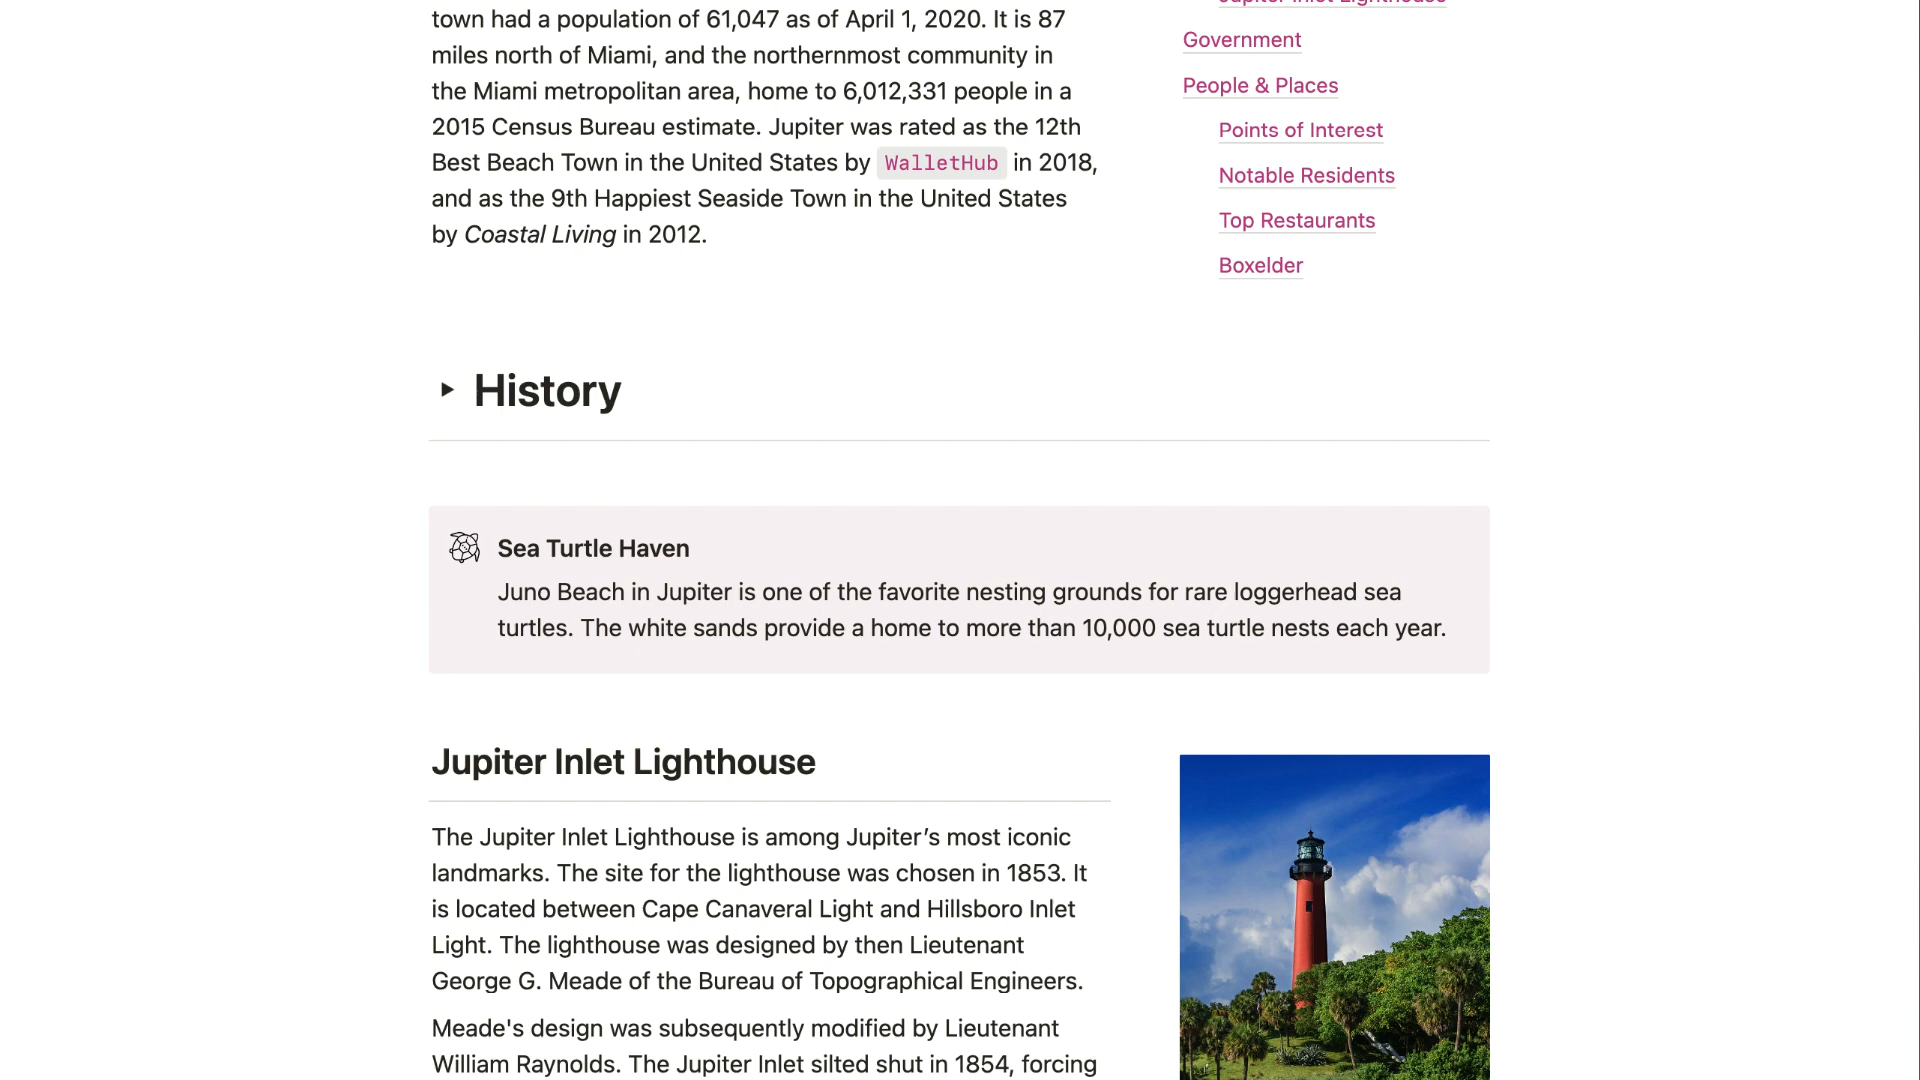 town had a population of 61,047 as of April 1, 2020. It is 87
miles north of Miami, and the northernmost community in
the Miami metropolitan area, home to 6,012,331 people in a
2015 Census Bureau estimate. Jupiter was rated as the 12th
Best Beach Town in the United States by WalletHub in 2018,
and as the 9th Happiest Seaside Town in the United States
by Coastal Living in 2012.
Jupiter Inlet Lighthouse
Government
People & Places
Points of Interest
Notable Residents
Top Restaurants
Boxelder
History
Sea Turtle Haven
Juno Beach in Jupiter is one of the favorite nesting grounds for rare loggerhead sea
turtles. The white sands provide a home to more than 10,000 sea turtle nests each year.
Jupiter Inlet Lighthouse
The Jupiter Inlet Lighthouse is among Jupiter’s most iconic
landmarks. The site for the lighthouse was chosen in 1853. It
is located between Cape Canaveral Light and Hillsboro Inlet
Light. The lighthouse was designed by then Lieutenant
George G. Meade of the Bureau of Topographical Engineers.
Meade's design was subsequently modified by Lieutenant
William Raynolds. The Jupiter Inlet silted shut in 1854, forcing